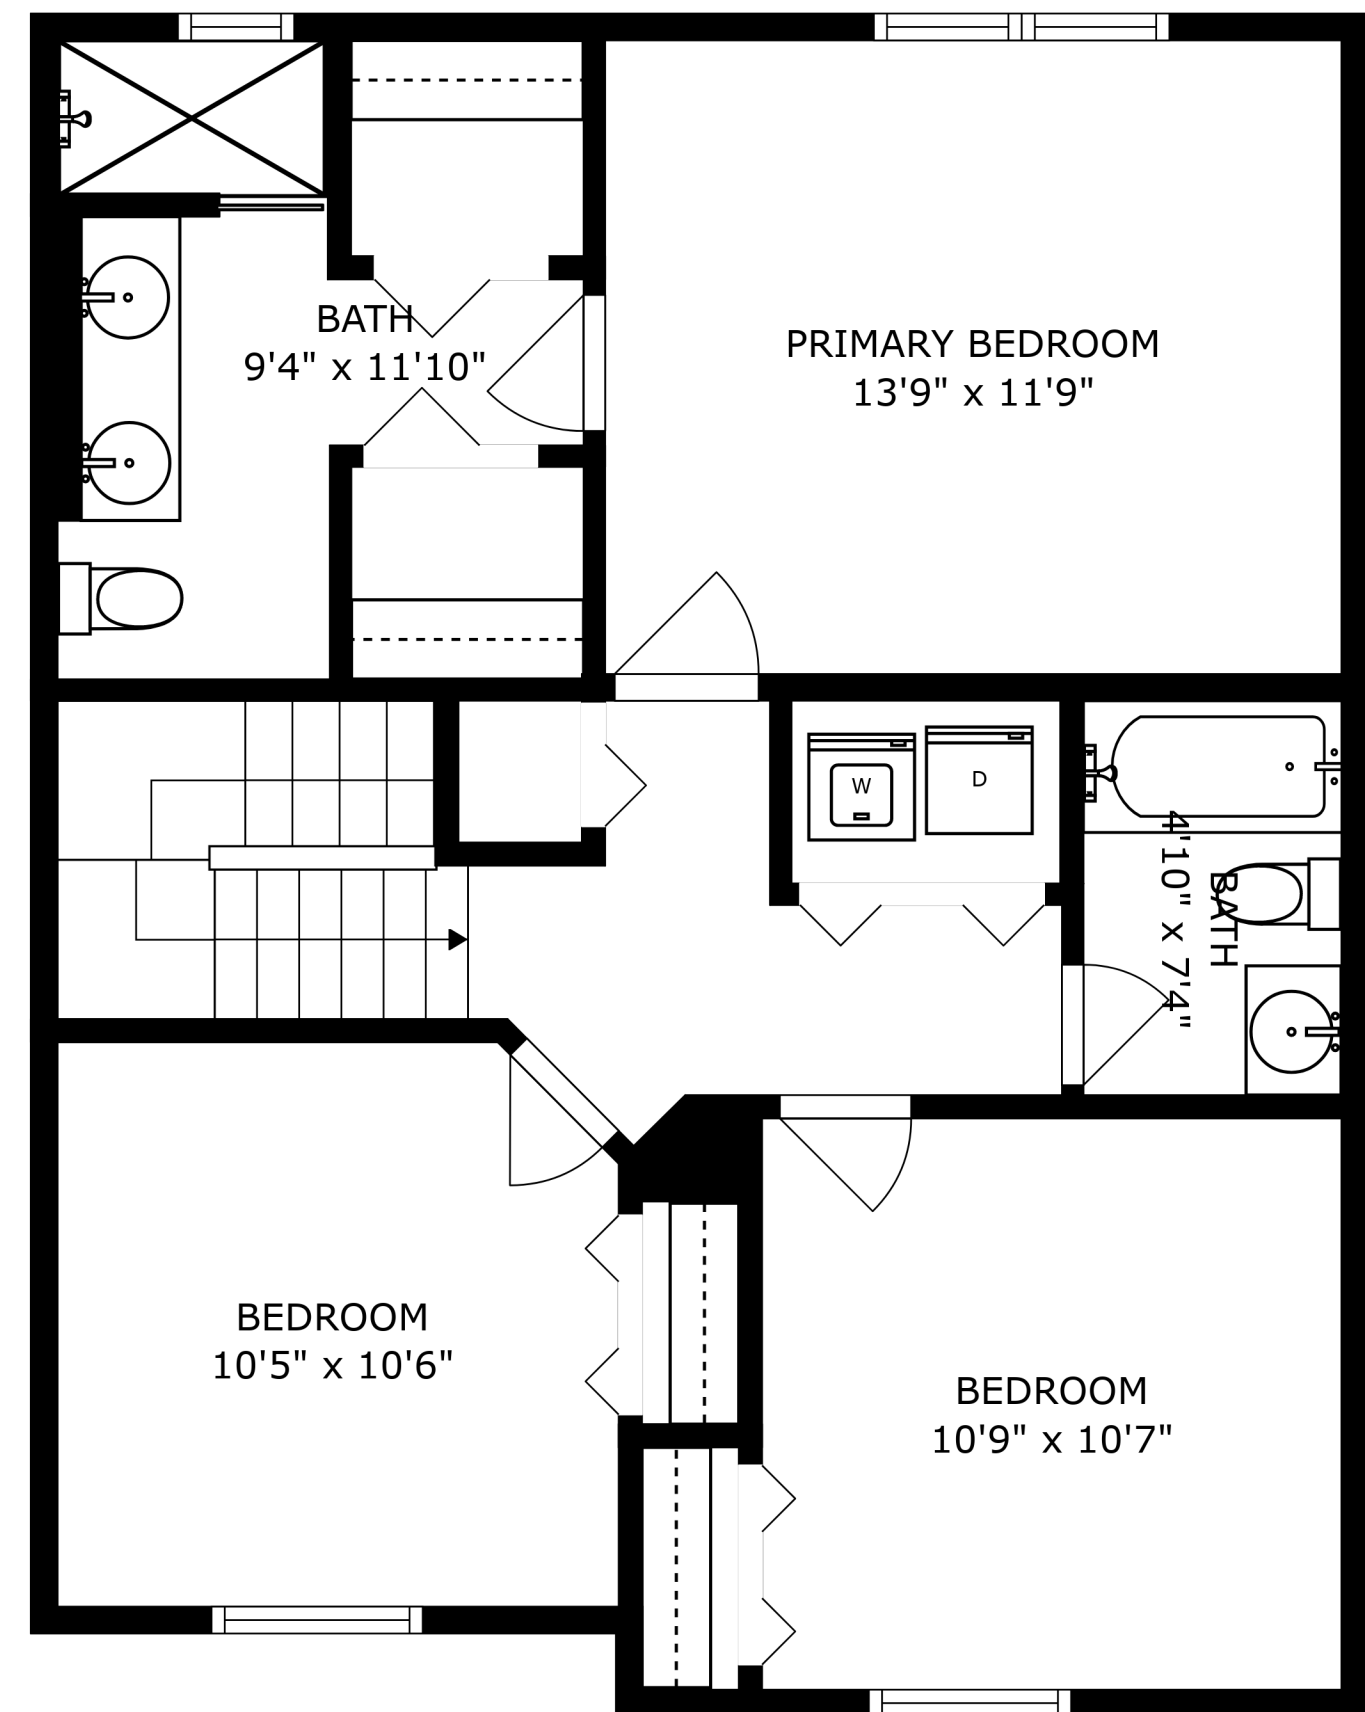 BATH
9'4" x 11'10"
PRIMARY BEDROOM
13'9" x 11'9"
W
D
BATH
4'10" x 7'4"
BEDROOM
10'5" x 10'6"
BEDROOM
10'9" x 10'7"